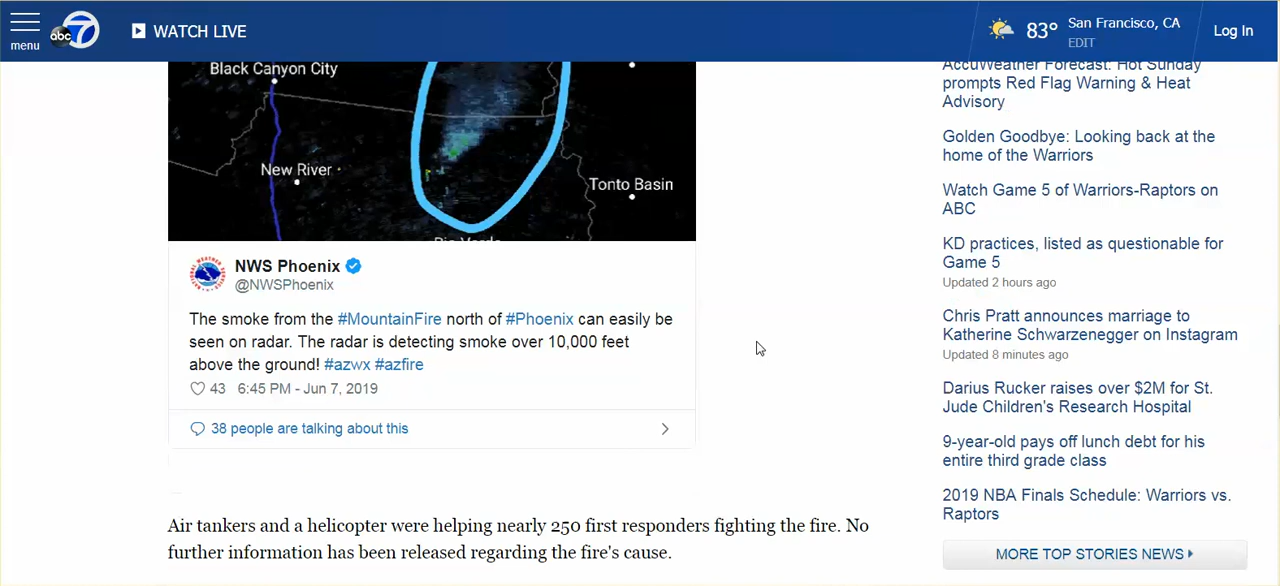 menu
abc 7
WATCH LIVE
83°
San Francisco, CA
EDIT
Log In
Black Canyon City
New River
Tonto Basin
Rio Verde
NWS Phoenix
@NWSPhoenix
The smoke from the #MountainFire north of #Phoenix can easily be
seen on radar. The radar is detecting smoke over 10,000 feet
above the ground! #azwx #azfire
43 6:45 PM - Jun 7, 2019
38 people are talking about this
Air tankers and a helicopter were helping nearly 250 first responders fighting the fire. No
further information has been released regarding the fire's cause.
AccuWeather Forecast: Hot Sunday
prompts Red Flag Warning & Heat
Advisory
Golden Goodbye: Looking back at the
home of the Warriors
Watch Game 5 of Warriors-Raptors on
ABC
KD practices, listed as questionable for
Game 5
Updated 2 hours ago
Chris Pratt announces marriage to
Katherine Schwarzenegger on Instagram
Updated 8 minutes ago
Darius Rucker raises over $2M for St.
Jude Children's Research Hospital
9-year-old pays off lunch debt for his
entire third grade class
2019 NBA Finals Schedule: Warriors vs.
Raptors
MORE TOP STORIES NEWS